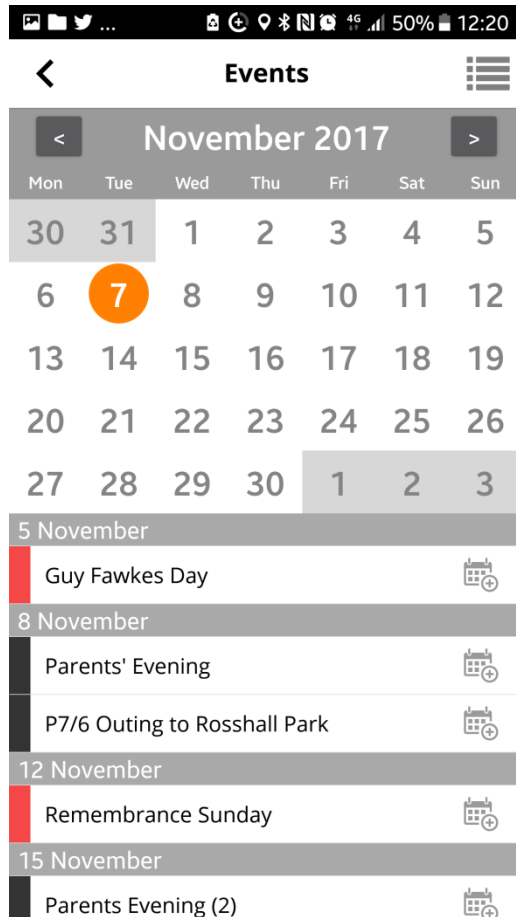 ... 4G 50% 12:20
Events
< November 2017 >
Mon Tue Wed Thu Fri Sat Sun
30 31 1 2 3 4 5
6 7 8 9 10 11 12
13 14 15 16 17 18 19
20 21 22 23 24 25 26
27 28 29 30 1 2 3
5 November
Guy Fawkes Day
8 November
Parents' Evening
P7/6 Outing to Rosshall Park
12 November
Remembrance Sunday
15 November
Parents Evening (2)